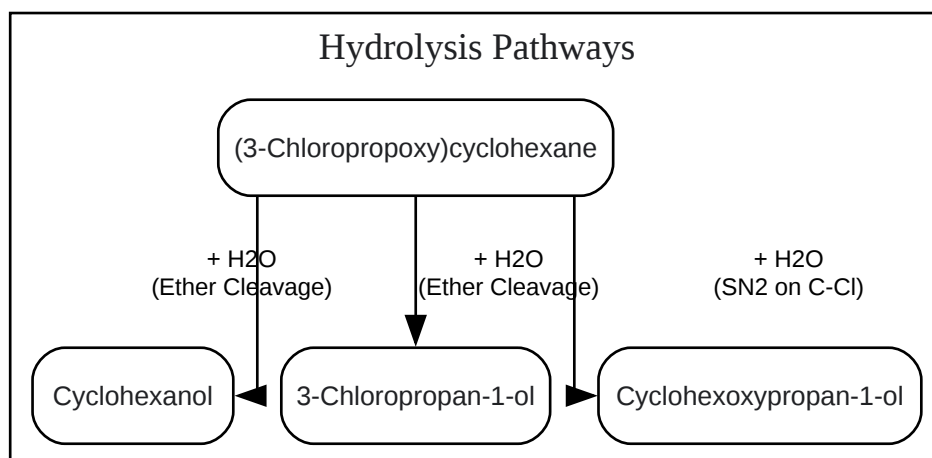 Hydrolysis Pathways
(3-Chloropropoxy)cyclohexane
+ H2O
(Ether Cleavage)
+ H2O
(Ether Cleavage)
+ H2O
(SN2 on C-Cl)
Cyclohexanol
3-Chloropropan-1-ol
Cyclohexoxypropan-1-ol